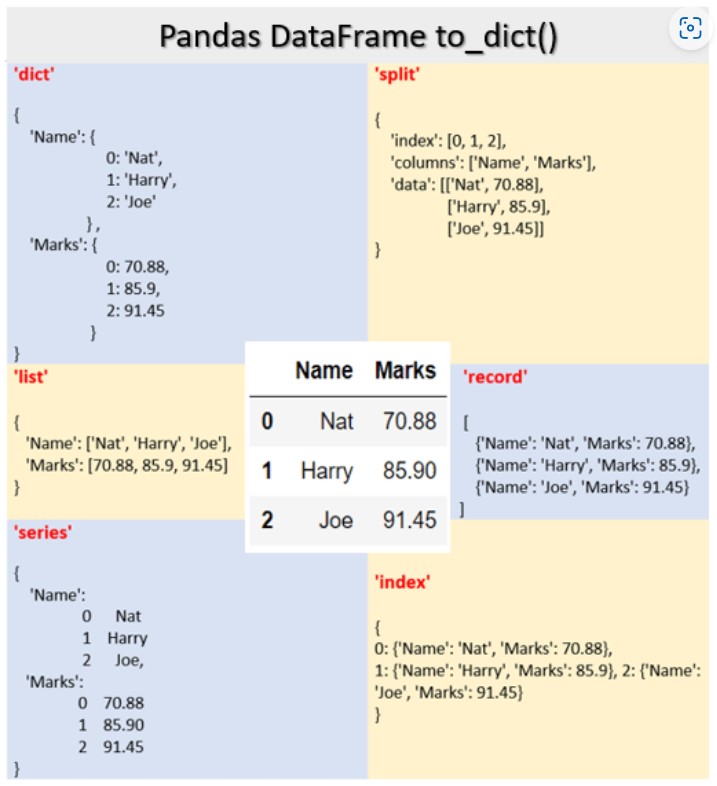 Pandas DataFrame to_dict()
'dict'
{
'Name': {
0: 'Nat',
1: 'Harry',
2: 'Joe'
},
'Marks': {
0: 70.88,
1: 85.9,
2: 91.45
}
}
'split'
{
'index': [0, 1, 2],
'columns': ['Name', 'Marks'],
'data': [['Nat', 70.88],
['Harry', 85.9],
['Joe', 91.45]]
}
'list'
{
'Name': ['Nat', 'Harry', 'Joe'],
'Marks': [70.88, 85.9, 91.45]
}
Name Marks
0 Nat 70.88
1 Harry 85.90
2 Joe 91.45
'record'
[
{'Name': 'Nat', 'Marks': 70.88},
{'Name': 'Harry', 'Marks': 85.9},
{'Name': 'Joe', 'Marks': 91.45}
]
'series'
{
'Name':
0 Nat
1 Harry
2 Joe,
'Marks':
0 70.88
1 85.90
2 91.45
}
'index'
{
0: {'Name': 'Nat', 'Marks': 70.88},
1: {'Name': 'Harry', 'Marks': 85.9}, 2: {'Name':
'Joe', 'Marks': 91.45}
}